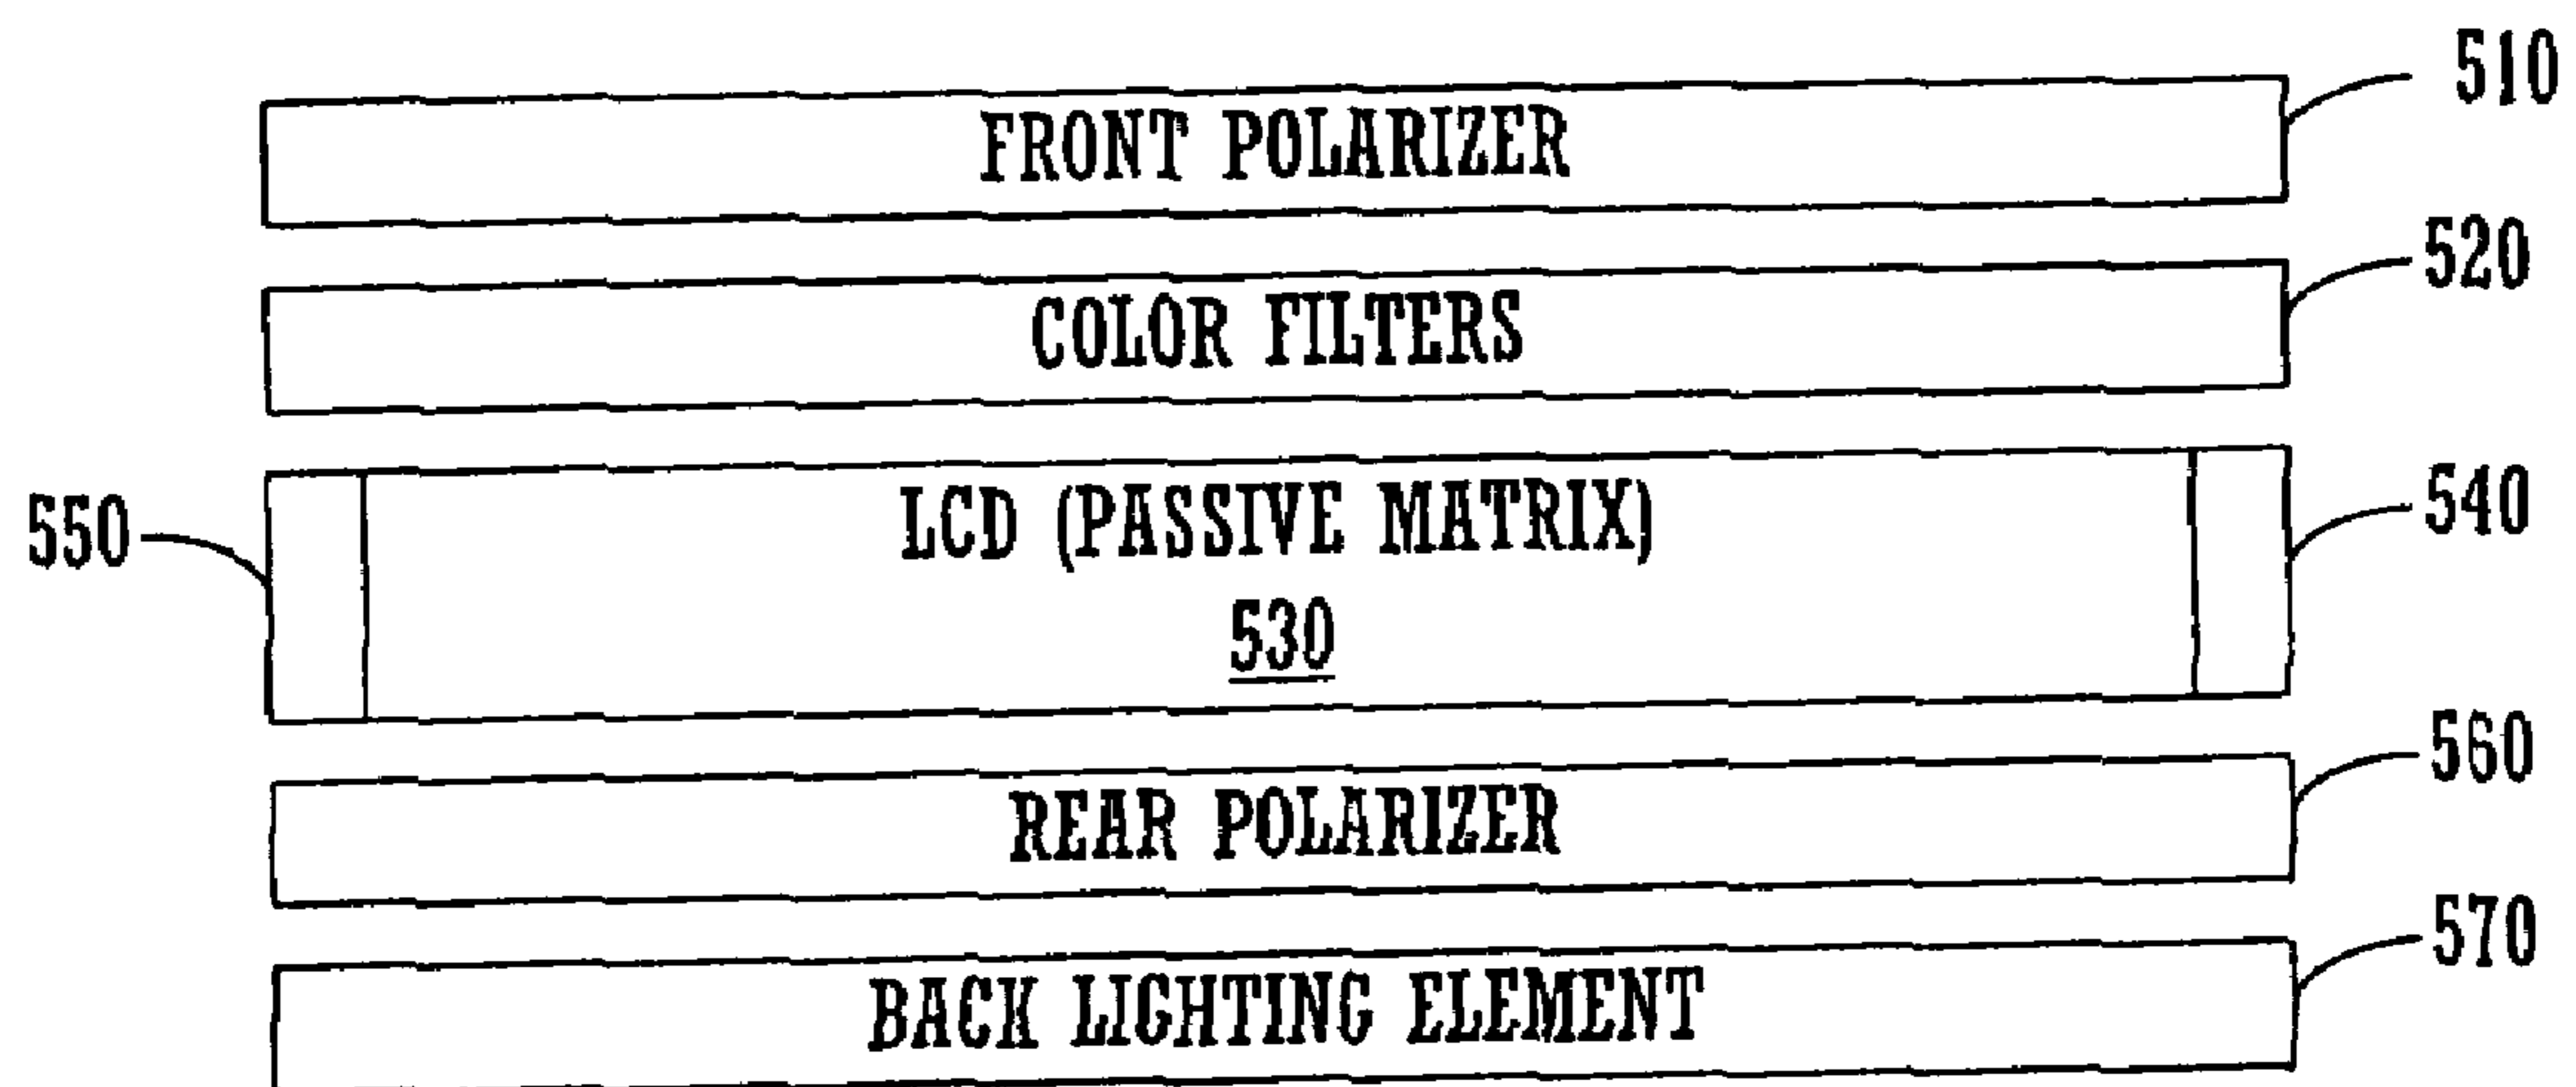 510
FRONT POLARIZER
520
COLOR FILTERS
550
LCD (PASSIVE MATRIX)
540
530
560
REAR POLARIZER
570
BACK LIGHTING ELEMENT